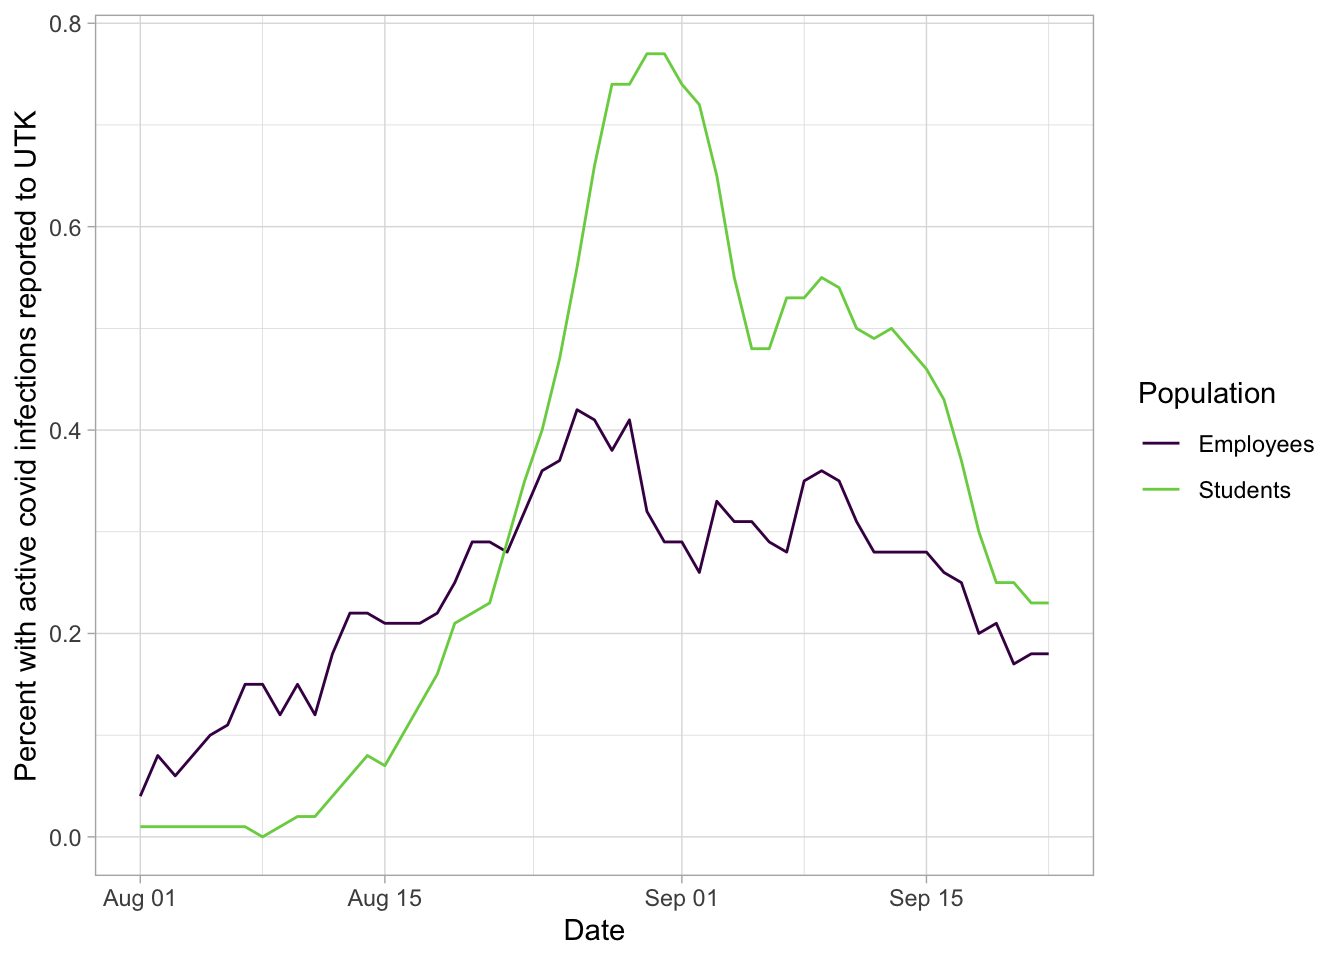 Percent with active covid infections reported to UTK
0.8
0.6
0.4
0.2
0.0
Aug 01
Aug 15
Sep 01
Sep 15
Date
Population
Employees
Students